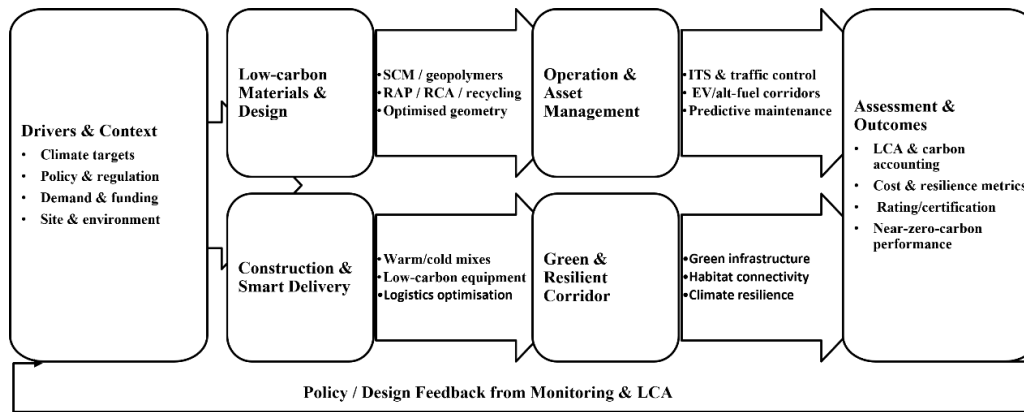 Drivers & Context
• Climate targets
• Policy & regulation
• Demand & funding
• Site & environment
Low-carbon
Materials &
Design
•SCM / geopolymers
•RAP / RCA / recycling
•Optimised geometry
Operation &
Asset
Management
•ITS & traffic control
• EV/alt-fuel corridors
•Predictive maintenance
Construction &
Smart Delivery
•Warm/cold mixes
•Low-carbon equipment
•Logistics optimisation
Green &
Resilient
Corridor
•Green infrastructure
•Habitat connectivity
•Climate resilience
Assessment &
Outcomes
• LCA & carbon
accounting
• Cost & resilience metrics
• Rating/certification
• Near-zero-carbon
performance
Policy / Design Feedback from Monitoring & LCA